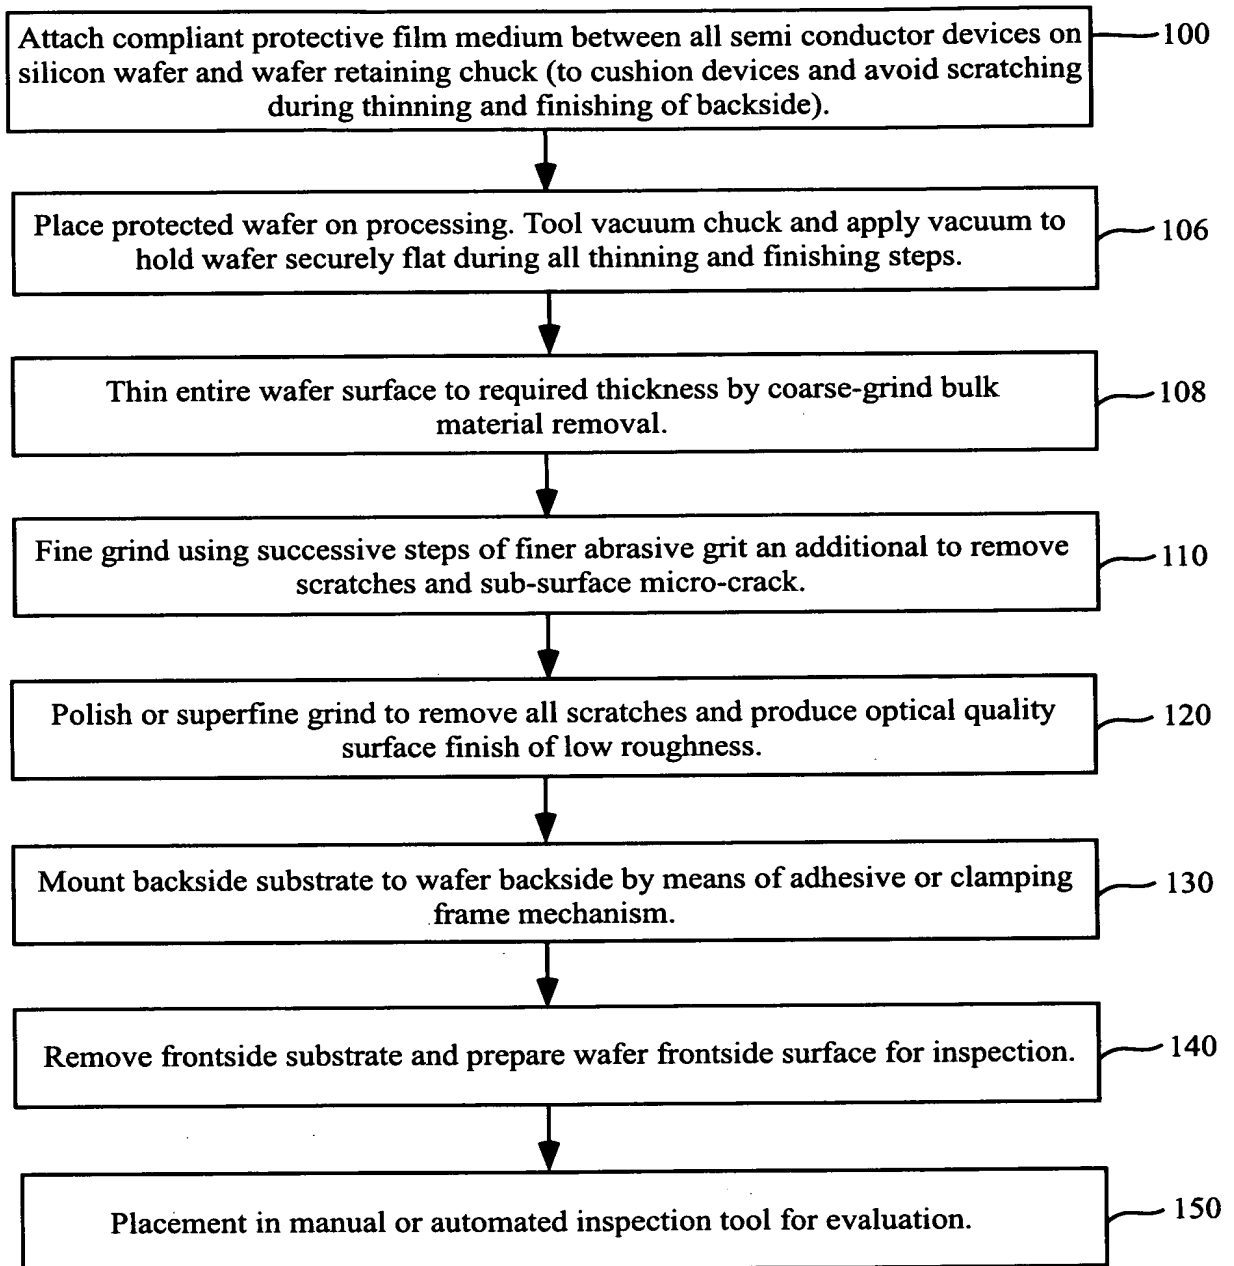 Attach compliant protective film medium between all semi conductor devices on
silicon wafer and wafer retaining chuck (to cushion devices and avoid scratching
during thinning and finishing of backside).
100
Place protected wafer on processing. Tool vacuum chuck and apply vacuum to
hold wafer securely flat during all thinning and finishing steps.
106
Thin entire wafer surface to required thickness by coarse-grind bulk
material removal.
108
Fine grind using successive steps of finer abrasive grit an additional to remove
scratches and sub-surface micro-crack.
110
Polish or superfine grind to remove all scratches and produce optical quality
surface finish of low roughness.
120
Mount backside substrate to wafer backside by means of adhesive or clamping
frame mechanism.
130
Remove frontside substrate and prepare wafer frontside surface for inspection.
140
Placement in manual or automated inspection tool for evaluation.
150